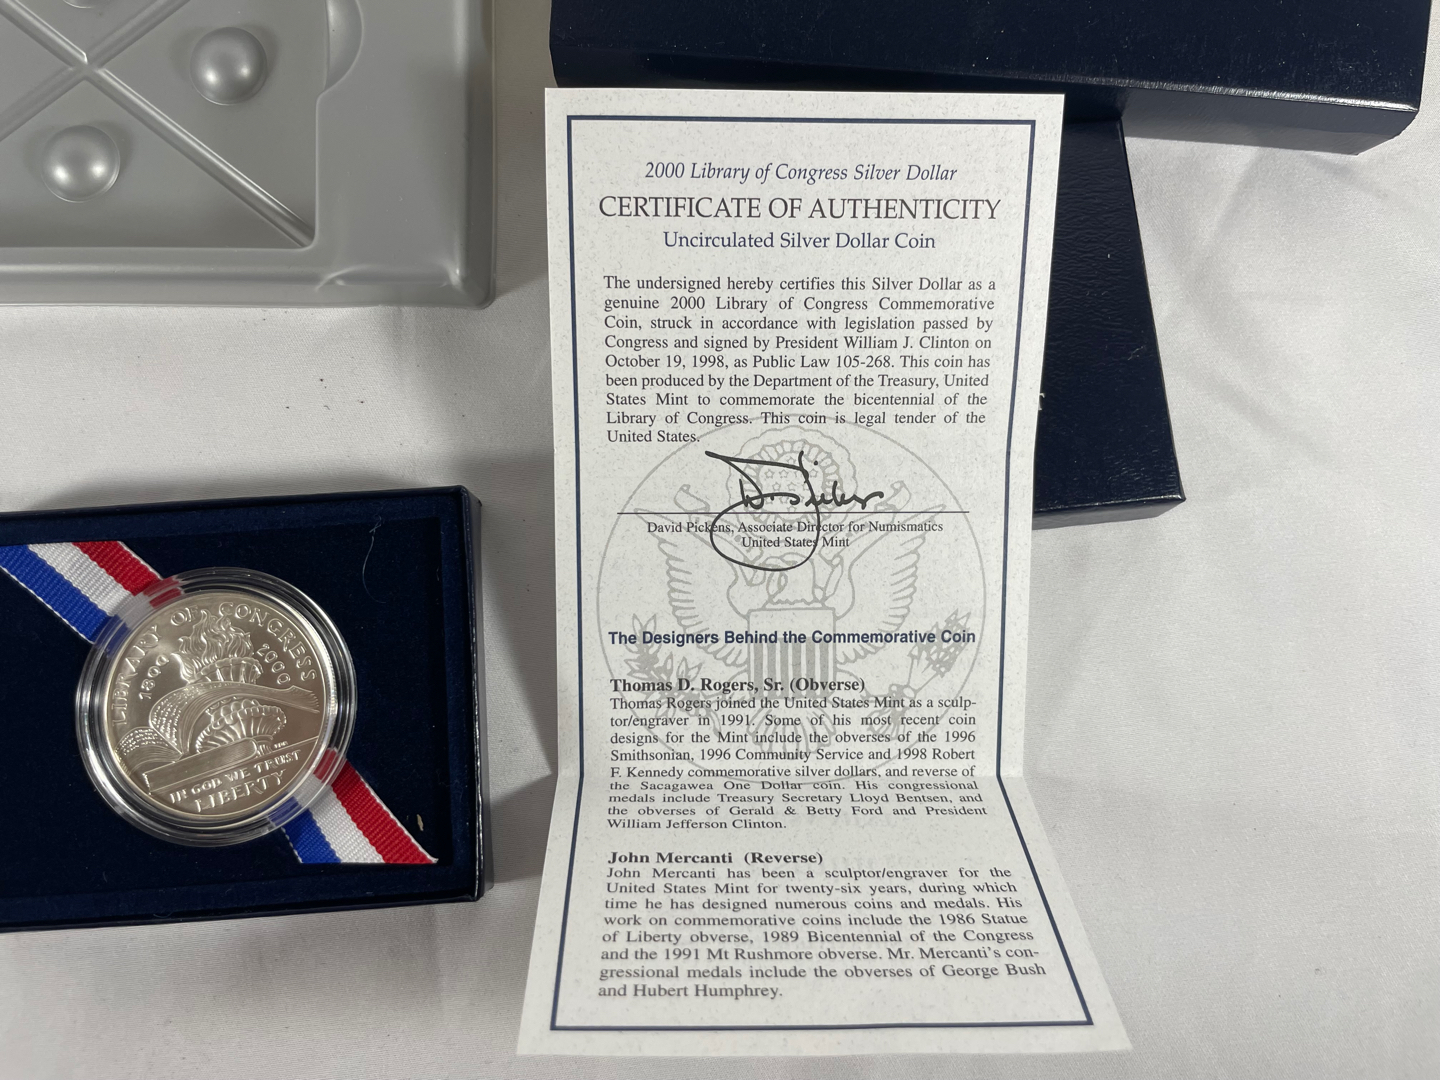 2000 Library of Congress Silver Dollar
CERTIFICATE OF AUTHENTICITY
Uncirculated Silver Dollar Coin
The undersigned hereby certifies this Silver Dollar as a
genuine 2000 Library of Congress Commemorative
Coin, struck in accordance with legislation passed by
Congress and signed by President William J. Clinton on
October 19, 1998, as Public Law 105-268. This coin has
been produced by the Department of the Treasury, United
States Mint to commemorate the bicentennial of the
Library of Congress. This coin is legal tender of the
United States.
David Pickens, Associate Director for Numismatics
United States Mint
The Designers Behind the Commemorative Coin
Thomas D. Rogers, Sr. (Obverse)
Thomas Rogers joined the United States Mint as a sculp-
tor/engraver in 1991. Some of his most recent coin
designs for the Mint include the obverses of the 1996
Smithsonian, 1996 Community Service and 1998 Robert
F. Kennedy commemorative silver dollars, and reverse of
the Sacagawea One Dollar coin. His congressional
medals include Treasury Secretary Lloyd Bentsen, and
the obverses of Gerald & Betty Ford and President
William Jefferson Clinton.
John Mercanti (Reverse)
John Mercanti has been a sculptor/engraver for the
United States Mint for twenty-six years, during which
time he has designed numerous coins and medals. His
work on commemorative coins include the 1986 Statue
of Liberty obverse, 1989 Bicentennial of the Congress
and the 1991 Mt Rushmore obverse. Mr. Mercanti's con-
gressional medals include the obverses of George Bush
and Hubert Humphrey.
LIBRARY OF CONGRESS
1800 2000
IN GOD WE TRUST
LIBERTY